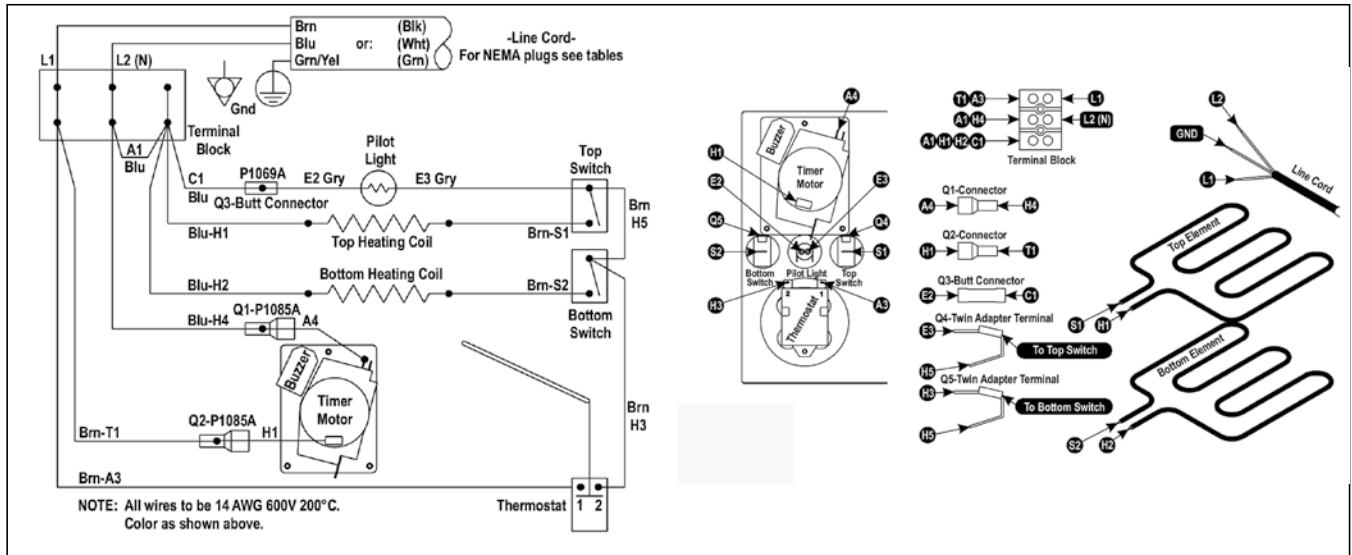 Brn (Blk)
Blu or: (Wht)
Grn/Yel (Grn)
-Line Cord-
For NEMA plugs see tables
L1
L2 (N)
Gnd
Terminal
Block
A1
Blu
C1
Blu
P1069A
Q3-Butt Connector
E2 Gry
Pilot
Light
E3 Gry
Top
Switch
Brn
H5
Blu-H1
Top Heating Coil
Brn-S1
Blu-H2
Bottom Heating Coil
Brn-S2
Bottom
Switch
Blu-H4
Q1-P1085A
A4
Buzzer
Timer
Motor
Q2-P1085A
Brn-T1
H1
Brn
H3
Brn-A3
Thermostat
1 2
NOTE: All wires to be 14 AWG 600V 200°C.
Color as shown above.
A4
Buzzer
H1
Timer
Motor
E2
E3
Q5
Q4
S2
S1
Bottom
Switch
Pilot Light
Top
Switch
H3
2 1
A3
Thermostat
T1 A3
L1
A1 H4
L2 (N)
A1 H1 H2 C1
Terminal Block
Q1-Connector
A4
H4
Q2-Connector
H1
T1
Q3-Butt Connector
E2
C1
Q4-Twin Adapter Terminal
E3
To Top Switch
H5
Q5-Twin Adapter Terminal
H3
To Bottom Switch
H5
L2
GND
L1
Line Cord
Top Element
S1
H1
Bottom Element
S2
H2